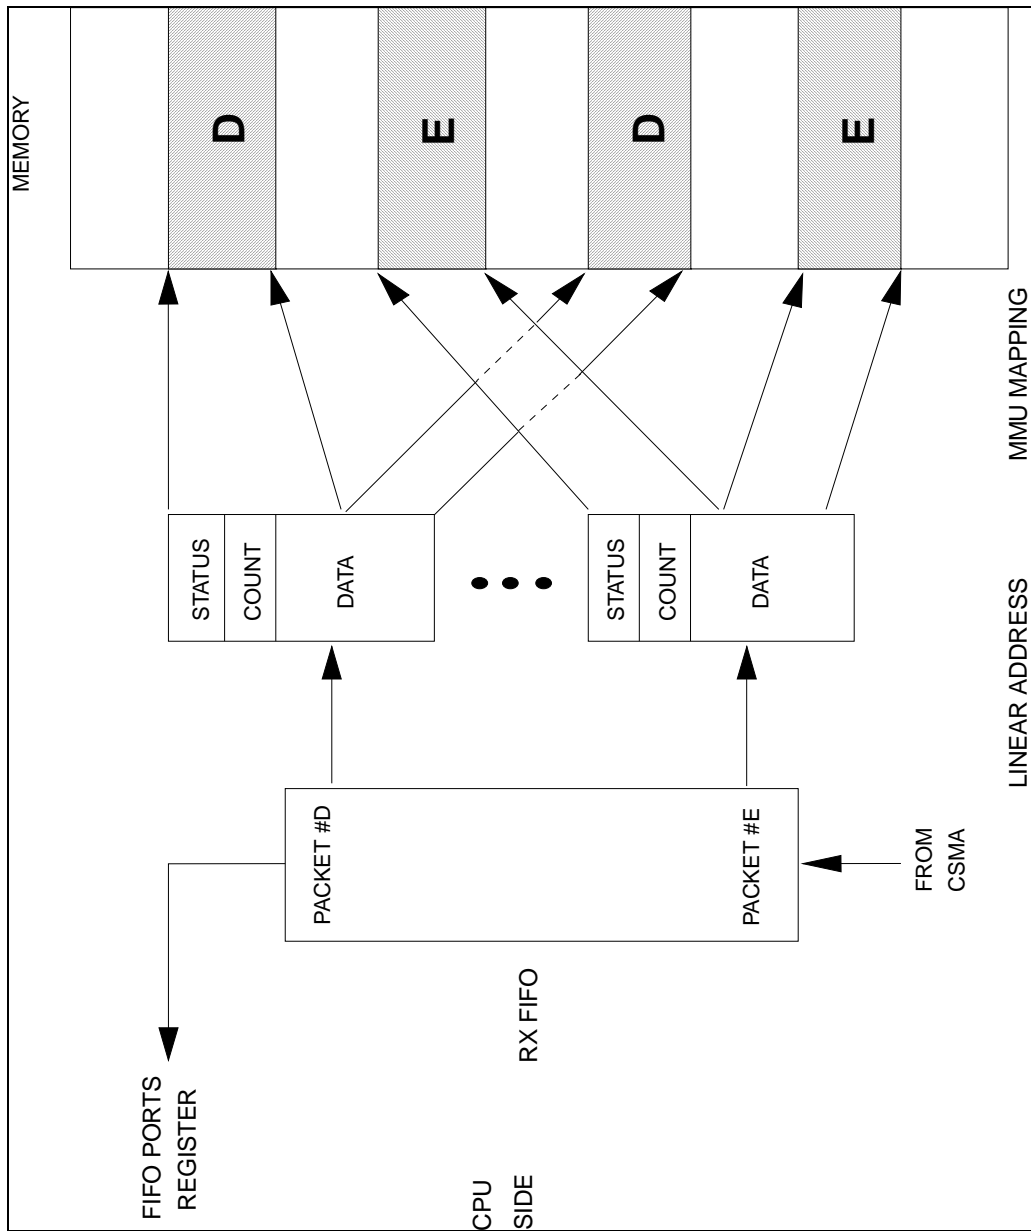 FIFO PORTS
REGISTER
CPU
SIDE
RX FIFO
PACKET #D
PACKET #E
FROM
CSMA
LINEAR ADDRESS
STATUS
COUNT
DATA
STATUS
COUNT
DATA
MMU MAPPING
MEMORY
D
E
D
E